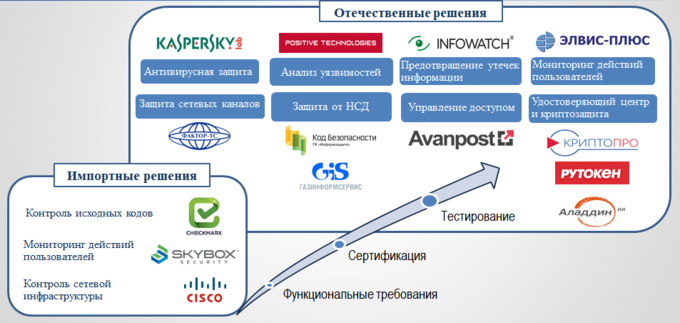 Отечественные решения
KASPERSKY lab
POSITIVE TECHNOLOGIES
INFOWATCH®
ЭЛВИС-ПЛЮС
Антивирусная защита
Анализ уязвимостей
Предотвращение утечек
информации
Мониторинг действий
пользователей
Защита сетевых каналов
Защита от НСД
Управление доступом
Удостоверяющий центр
и криптозащита
ФАКТОР-ТС
Код Безопасности
ГК «Информзащита»
Avanpost
КРИПТОПРО
GIS
ГАЗИНФОРМСЕРВИС
РУТОКЕН
Аладдин
Импортные решения
Контроль исходных кодов
CHECKMARX
Мониторинг действий
пользователей
SKYBOX
SECURITY
Контроль сетевой
инфраструктуры
CISCO
Тестирование
Сертификация
Функциональные требования